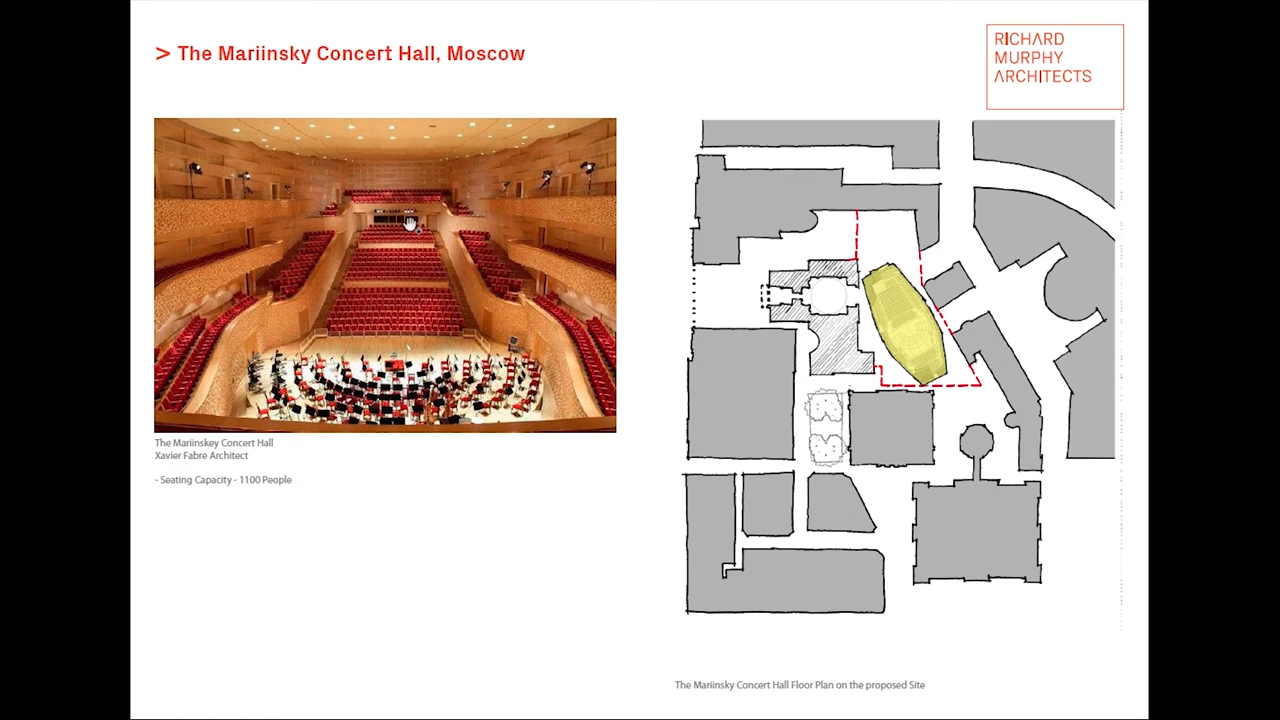 > The Mariinsky Concert Hall, Moscow
RICHARD
MURPHY
ARCHITECTS
The Mariinskey Concert Hall
Xavier Fabre Architect
- Seating Capacity - 1100 People
The Mariinsky Concert Hall Floor Plan on the proposed Site